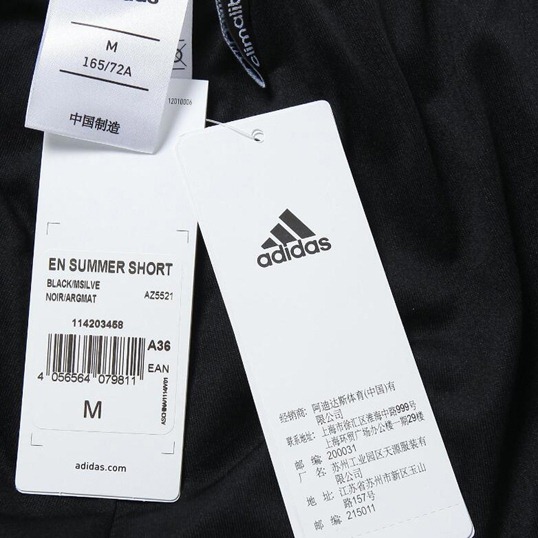 adidas
M
165/72A
中国制造
climalit
12010006
EN SUMMER SHORT
BLACK/MSILVE
NOIR/ARGMAT
AZ5521
114203458
A36
EAN
4 056564 079811
M
adidas.com
adidas
经销商: 阿迪达斯体育(中国)有
限公司
联系地址: 上海市徐汇区淮海中路999号
上海环贸广场办公楼一期29楼
邮 编: 200031
厂 名: 苏州工业园区天源服装有
限公司
地 址: 江苏省苏州市新区玉山
路157号
邮 编: 215011